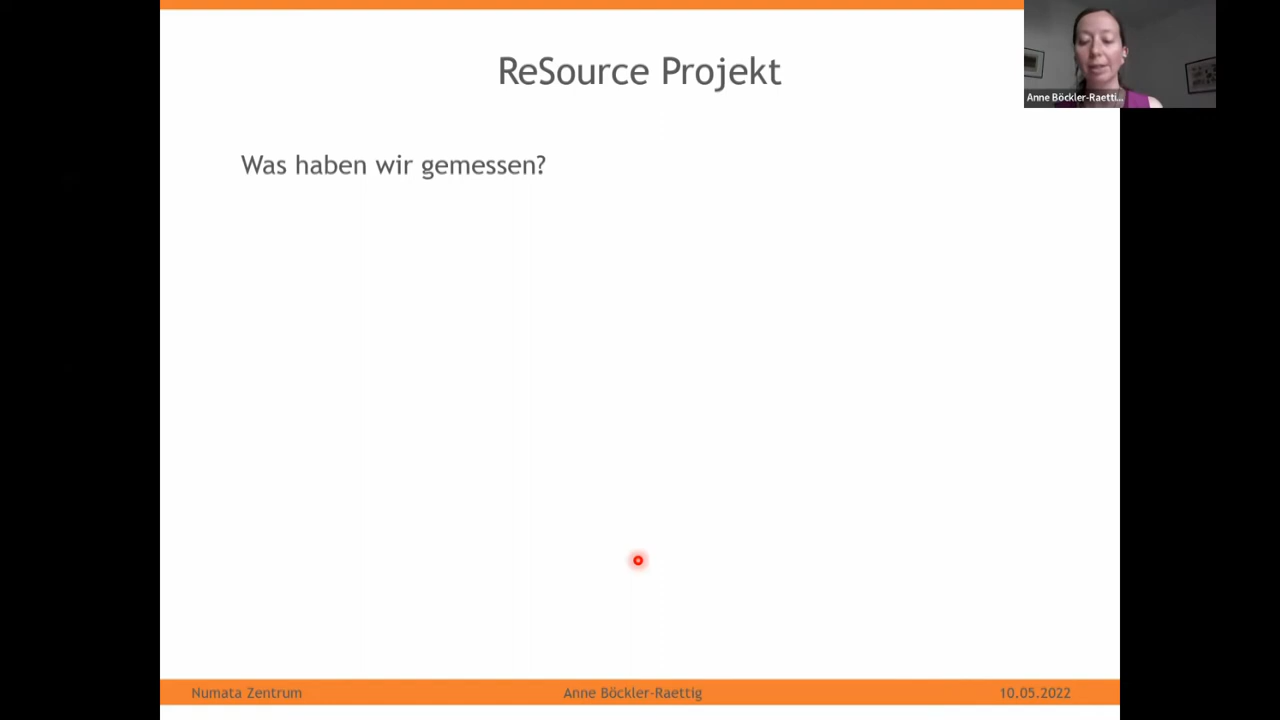 ReSource Projekt
Anne Böckler-Raetti...
Was haben wir gemessen?
Numata Zentrum
Anne Böckler-Raettig
10.05.2022